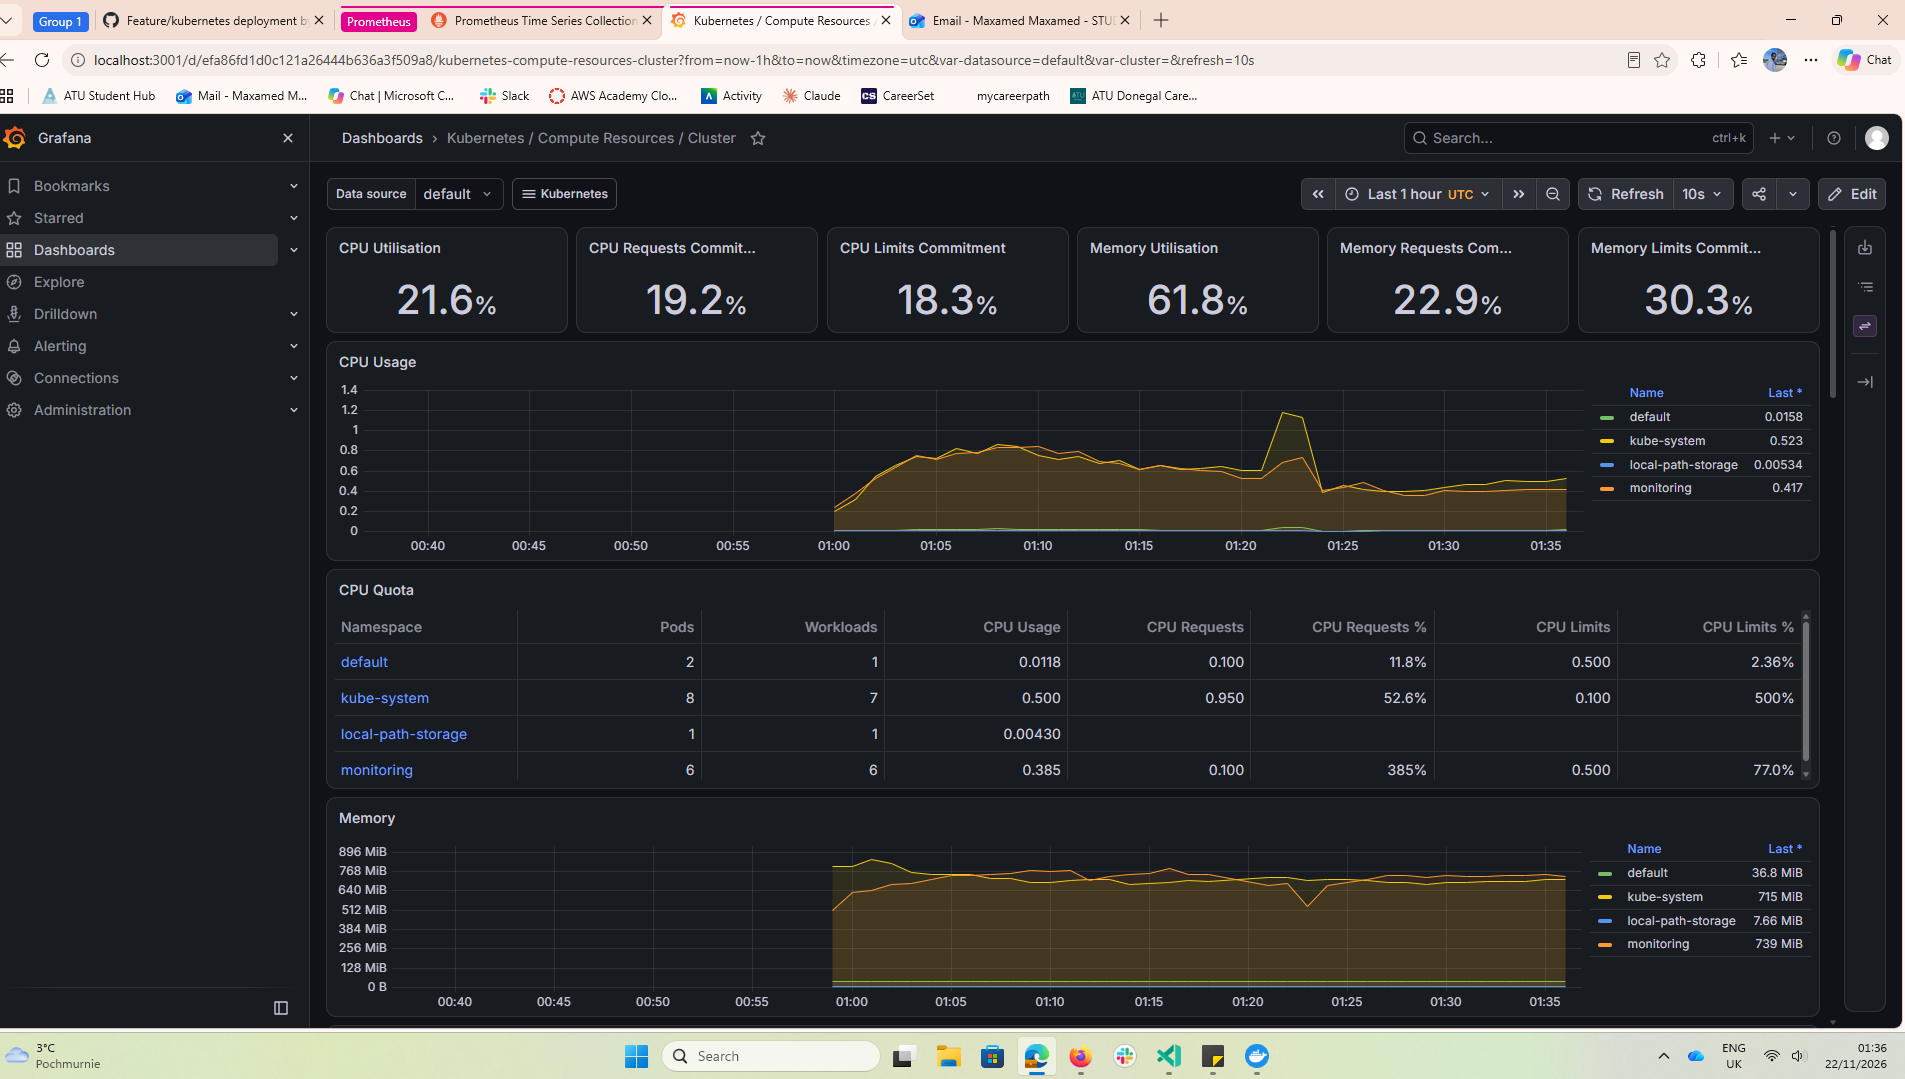 Group 1
Feature/kubernetes deployment b
Prometheus
Prometheus Time Series Collection
Kubernetes / Compute Resources /
Email - Maxamed Maxamed - STU
localhost:3001/d/efa86fd1d0c121a26444b636a3f509a8/kubernetes-compute-resources-cluster?from=now-1h&to=now&timezone=utc&var-datasource=default&var-cluster=&refresh=10s
Chat
ATU Student Hub
Mail - Maxamed M...
Chat | Microsoft C...
Slack
AWS Academy Clo...
Activity
Claude
CS CareerSet
mycareerpath
ATU ATU Donegal Care...
Grafana
Bookmarks
Starred
Dashboards
Explore
Drilldown
Alerting
Connections
Administration
Dashboards › Kubernetes / Compute Resources / Cluster
Search... ctrl+k
Data source default
Kubernetes
Last 1 hour UTC
Refresh 10s
Edit
CPU Utilisation
21.6%
CPU Requests Commit...
19.2%
CPU Limits Commitment
18.3%
Memory Utilisation
61.8%
Memory Requests Com...
22.9%
Memory Limits Commit...
30.3%
CPU Usage
1.4
1.2
1
0.8
0.6
0.4
0.2
0
00:40 00:45 00:50 00:55 01:00 01:05 01:10 01:15 01:20 01:25 01:30 01:35
Name Last *
default 0.0158
kube-system 0.523
local-path-storage 0.00534
monitoring 0.417
CPU Quota
Namespace Pods Workloads CPU Usage CPU Requests CPU Requests % CPU Limits CPU Limits %
default 2 1 0.0118 0.100 11.8% 0.500 2.36%
kube-system 8 7 0.500 0.950 52.6% 0.100 500%
local-path-storage 1 1 0.00430
monitoring 6 6 0.385 0.100 385% 0.500 77.0%
Memory
896 MiB
768 MiB
640 MiB
512 MiB
384 MiB
256 MiB
128 MiB
0 B
00:40 00:45 00:50 00:55 01:00 01:05 01:10 01:15 01:20 01:25 01:30 01:35
Name Last *
default 36.8 MiB
kube-system 715 MiB
local-path-storage 7.66 MiB
monitoring 739 MiB
3°C
Pochmurnie
Search
ENG
UK
01:36
22/11/2026